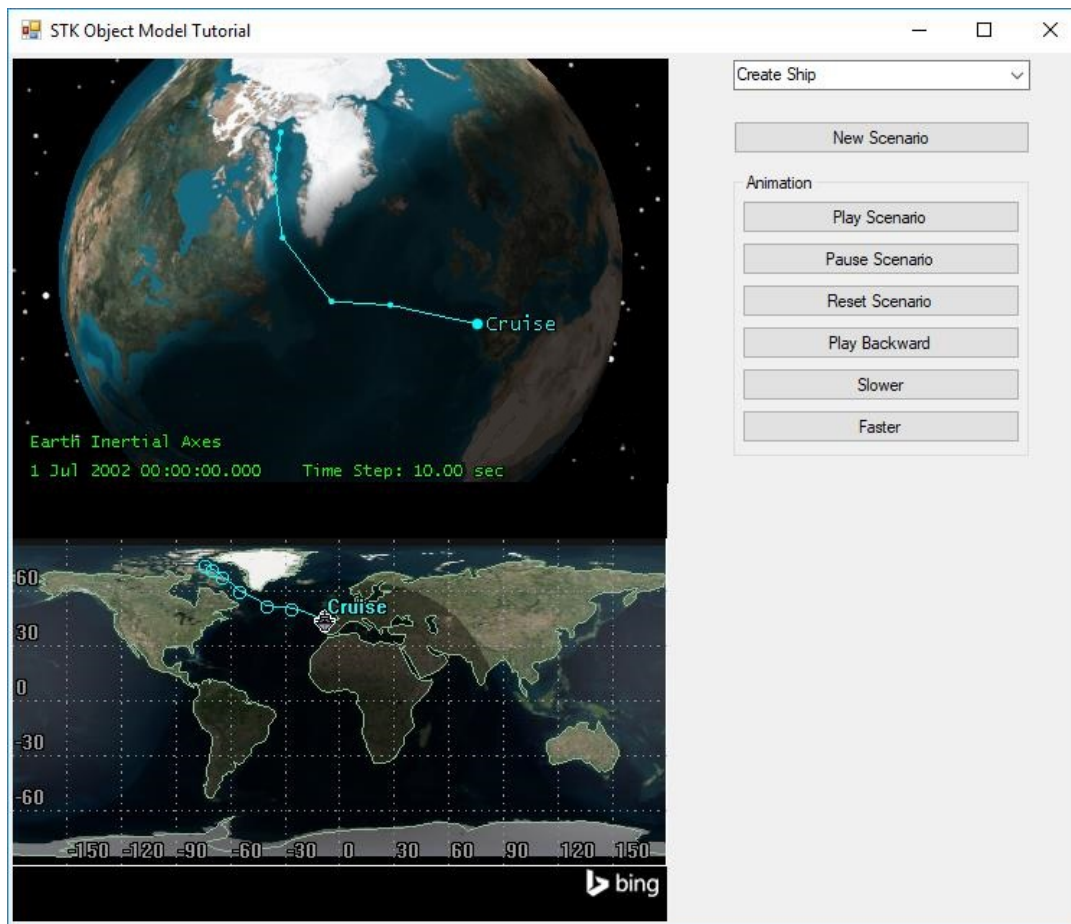 STK Object Model Tutorial
Create Ship
New Scenario
Animation
Play Scenario
Pause Scenario
Reset Scenario
Play Backward
Slower
Faster
Cruise
Earth Inertial Axes
1 Jul 2002 00:00:00.000 Time Step: 10.00 sec
60
Cruise
30
0
-30
-60
-150 -120 -90 -60 -30 0 30 60 90 120 150
bing